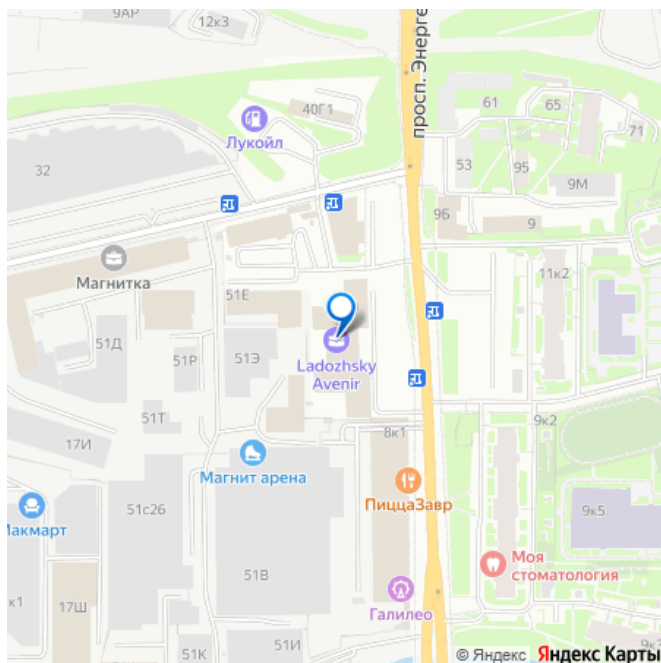 9АР
12к3
просп. Энерге
40Г1
61
65
Лукойл
71
53
95
32
9М
9Б
9
Магнитка
11к2
51Е
51Д
51Р
51Э
Ladozhsky
Avenir
51Т
9к2
17И
8к1
Магнит арена
ПиццаЗавр
Макмарт
51с26
9к5
Моя
стоматология
51В
к1
17Ш
Галилео
51И
51К
© Яндекс Яндекс Карты